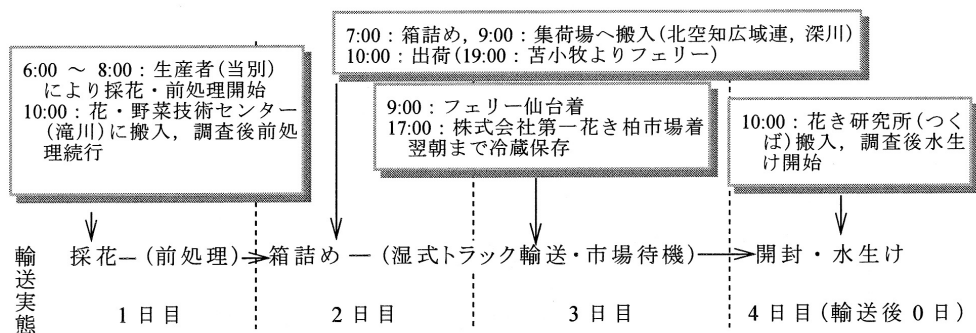 7:00：箱詰め，9:00：集荷場へ搬入(北空知広域連，深川)
10:00：出荷(19:00：苫小牧よりフェリー)
6:00 ～ 8:00：生産者(当別)
により採花・前処理開始
10:00：花・野菜技術センター
(滝川)に搬入，調査後前処
理続行
9:00：フェリー仙台着
17:00：株式会社第一花き柏市場着
翌朝まで冷蔵保存
10:00：花き研究所(つく
ば)搬入，調査後水生
け開始
輸送実態
採花―(前処理)→箱詰め―(湿式トラック輸送・市場待機)→開封・水生け
1日目 2日目 3日目 4日目(輸送後0日)